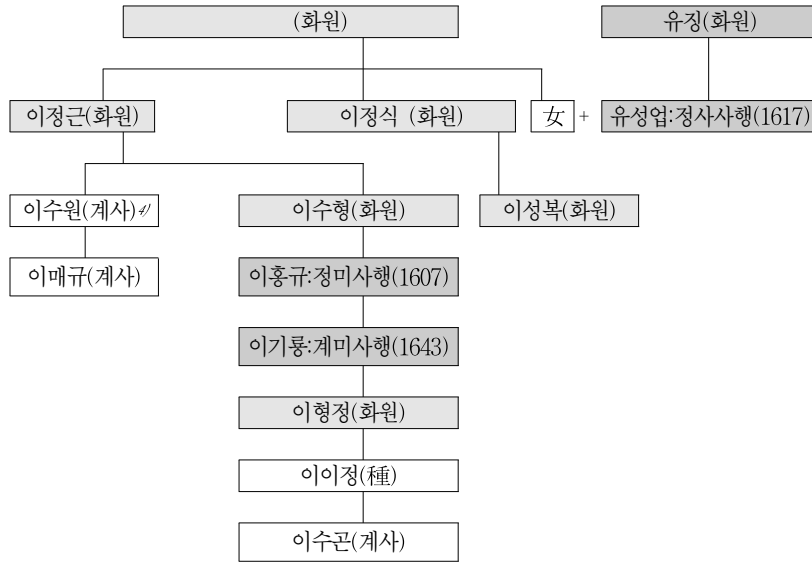 (화원)
유징(화원)
이정근(화원)
이정식 (화원)
女 + 유성업:정사사행(1617)
이수원(계사)4)
이수형(화원)
이성복(화원)
이매규(계사)
이홍규:정미사행(1607)
이기룡:계미사행(1643)
이형정(화원)
이이정(種)
이수곤(계사)